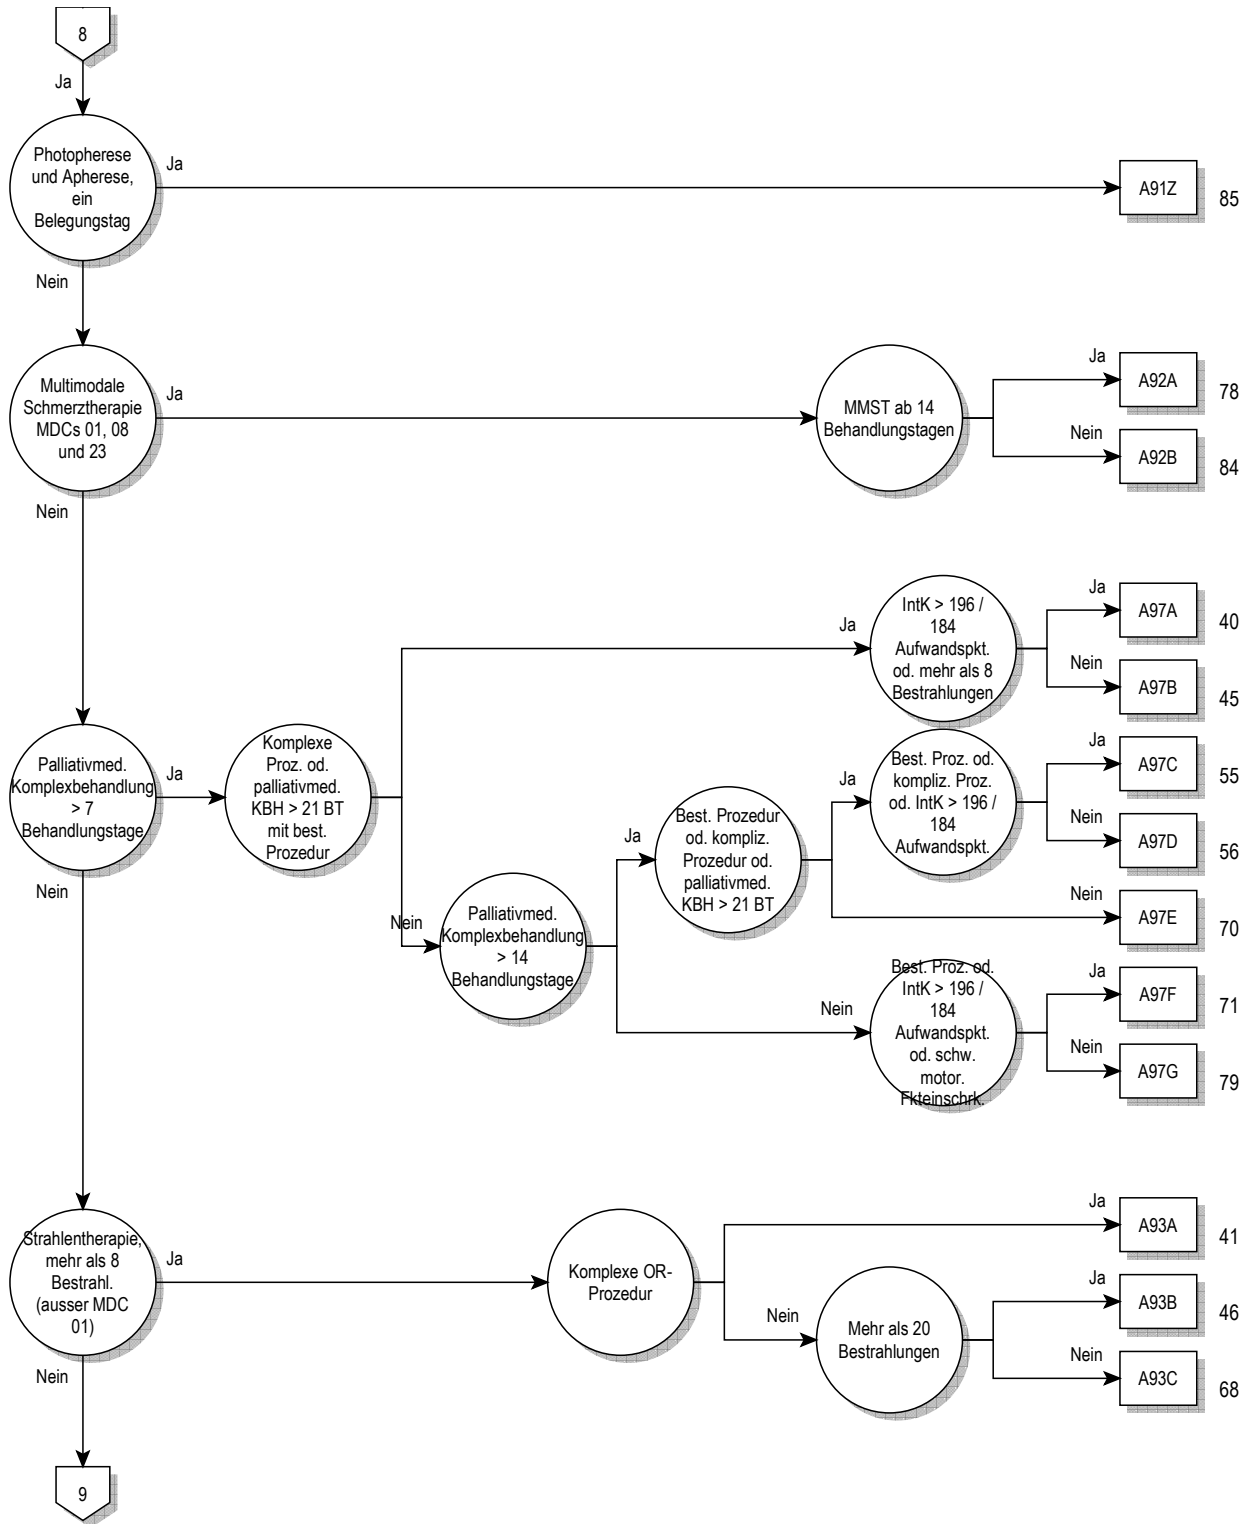 8
Ja
Photopherese
und Apherese,
ein
Belegungstag
Ja
A91Z
85
Nein
Multimodale
Schmerztherapie
MDCs 01, 08
und 23
Ja
MMST ab 14
Behandlungstagen
Ja
A92A
78
Nein
A92B
84
Nein
Palliativmed.
Komplexbehandlung
> 7
Behandlungstage
Ja
Komplexe
Proz. od.
palliativmed.
KBH > 21 BT
mit best.
Prozedur
Ja
IntK > 196 /
184
Aufwandspkt.
od. mehr als 8
Bestrahlungen
Ja
A97A
40
Nein
A97B
45
Nein
Palliativmed.
Komplexbehandlung
> 14
Behandlungstage
Ja
Best. Prozedur
od. kompliz.
Prozedur od.
palliativmed.
KBH > 21 BT
Ja
Best. Proz. od.
kompliz. Proz.
od. IntK > 196 /
184
Aufwandspkt.
Ja
A97C
55
Nein
A97D
56
Nein
A97E
70
Nein
Best. Proz. od.
IntK > 196 /
184
Aufwandspkt.
od. schw.
motor.
Fkteinschrk.
Ja
A97F
71
Nein
A97G
79
Nein
Strahlentherapie,
mehr als 8
Bestrahl.
(ausser MDC
01)
Ja
Komplexe OR-
Prozedur
Ja
A93A
41
Nein
Mehr als 20
Bestrahlungen
Ja
A93B
46
Nein
A93C
68
Nein
9